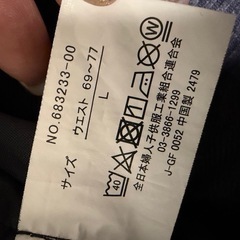 NO.683233-00
サイズ
ウエスト 69~77
L
40
W
全日本婦人子供服工業組合連合会
03-3866-1299
J-GF 0052 中国製 2479